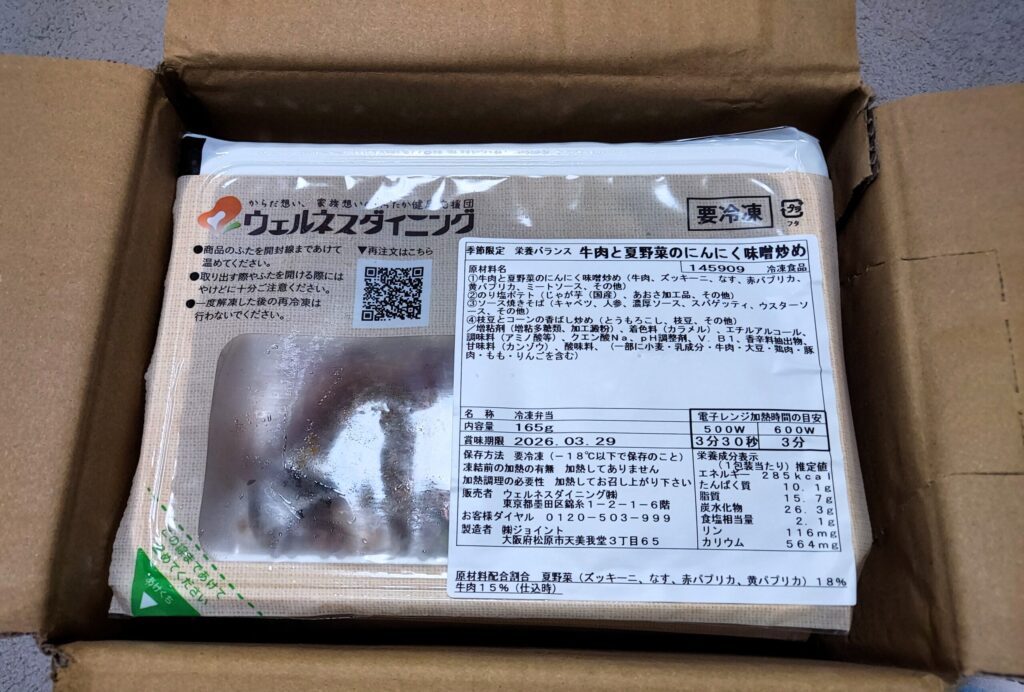 からだ想い、家族想いのあったか健康応援団
ウェルネスダイニング
要冷凍
プラ
フタ
●商品のふたを開封線まであけて
温めてください。
●取り出す際やふたを開ける際には
やけどに十分ご注意ください。
●一度解凍した後の再冷凍は
行わないでください。
▼再注文はこちら
季節限定 栄養バランス 牛肉と夏野菜のにんにく味噌炒め
原材料名 145909 冷凍食品
①牛肉と夏野菜のにんにく味噌炒め（牛肉、ズッキーニ、なす、赤パプリカ、
黄パプリカ、ミートソース、その他）
②のり塩ポテト（じゃが芋（国産）、あおさ加工品、その他）
③ソース焼きそば（キャベツ、人参、濃厚ソース、スパゲッティ、ウスターソ
ース、その他）
④枝豆とコーンの香ばし炒め（とうもろこし、枝豆、その他）
／増粘剤（増粘多糖類、加工澱粉）、着色料（カラメル）、エチルアルコール、
調味料（アミノ酸等）、クエン酸Na、pH調整剤、V．B1、香辛料抽出物、
甘味料（カンゾウ）、酸味料、（一部に小麦・乳成分・牛肉・大豆・鶏肉・豚
肉・もも・りんごを含む）
名 称 冷凍弁当
内容量 165g
賞味期限 2026.03.29
保存方法 要冷凍（－18℃以下で保存のこと）
凍結前の加熱の有無 加熱してありません
加熱調理の必要性 加熱してお召し上がり下さい
販売者 ウェルネスダイニング㈱
東京都墨田区錦糸1－2－1－6階
お客様ダイヤル 0120－503－999
製造者 ㈱ジョイント
大阪府松原市天美我堂3丁目65
電子レンジ加熱時間の目安
500W 600W
3分30秒 3分
栄養成分表示
（1包装当たり）推定値
エネルギー 285kcal
たんぱく質 10.1g
脂質 15.7g
炭水化物 26.3g
食塩相当量 2.1g
リン 116mg
カリウム 564mg
原材料配合割合 夏野菜（ズッキーニ、なす、赤パプリカ、黄パプリカ）18％
牛肉15％（仕込時）
この線まであけて
ください
あけくち